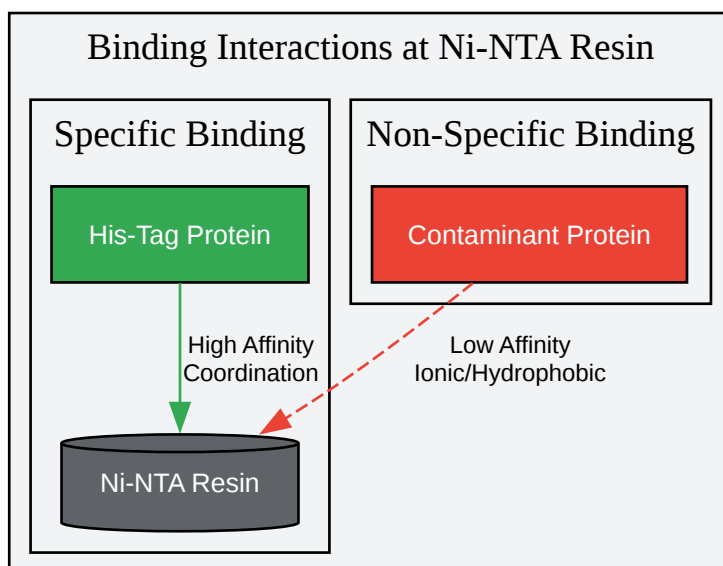 Binding Interactions at Ni-NTA Resin
Specific Binding
Non-Specific Binding
His-Tag Protein
Contaminant Protein
High Affinity
Coordination
Low Affinity
Ionic/Hydrophobic
Ni-NTA Resin